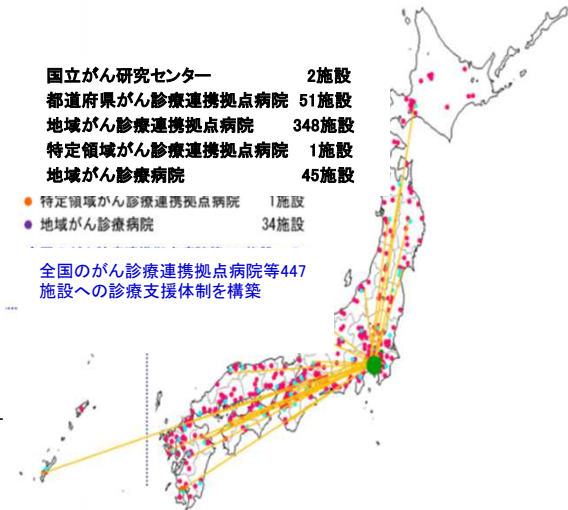 国立がん研究センター 2施設
都道府県がん診療連携拠点病院 51施設
地域がん診療連携拠点病院 348施設
特定領域がん診療連携拠点病院 1施設
地域がん診療病院 45施設
特定領域がん診療連携拠点病院 1施設
地域がん診療病院 34施設
全国のがん診療連携拠点病院等447
施設への診療支援体制を構築